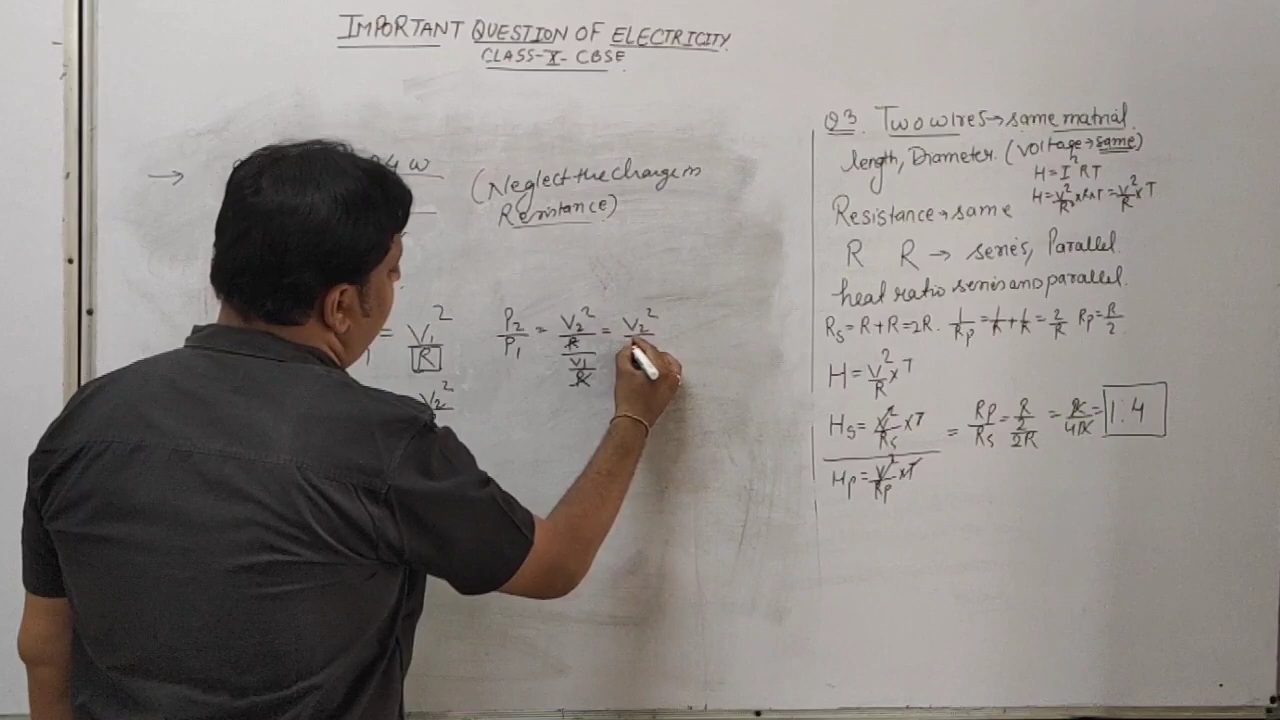 IMPORTANT QUESTION OF ELECTRICITY
CLASS-X- CBSE
→ 4 w (Neglect the change in
Resistance)
= V₁²/R
V₂²
P₂/P₁ = (V₂²/R)/(V₁/R) = V₂²
Q3 Two wires → same matrial
length, Diameter. (Voltage → same)
H = I²RT
H = V²/R² × R×T = V²/R × T
Resistance → same
R R → series, Parallel.
heat ratio series and parallel.
Rs = R + R = 2R. 1/Rp = 1/R + 1/R = 2/R Rp = R/2
H = V²/R × T
Hs = V²/Rs × T
Hp = V²/Rp × T
= Rp/Rs = (R/2)/2R = R/4R = 1:4